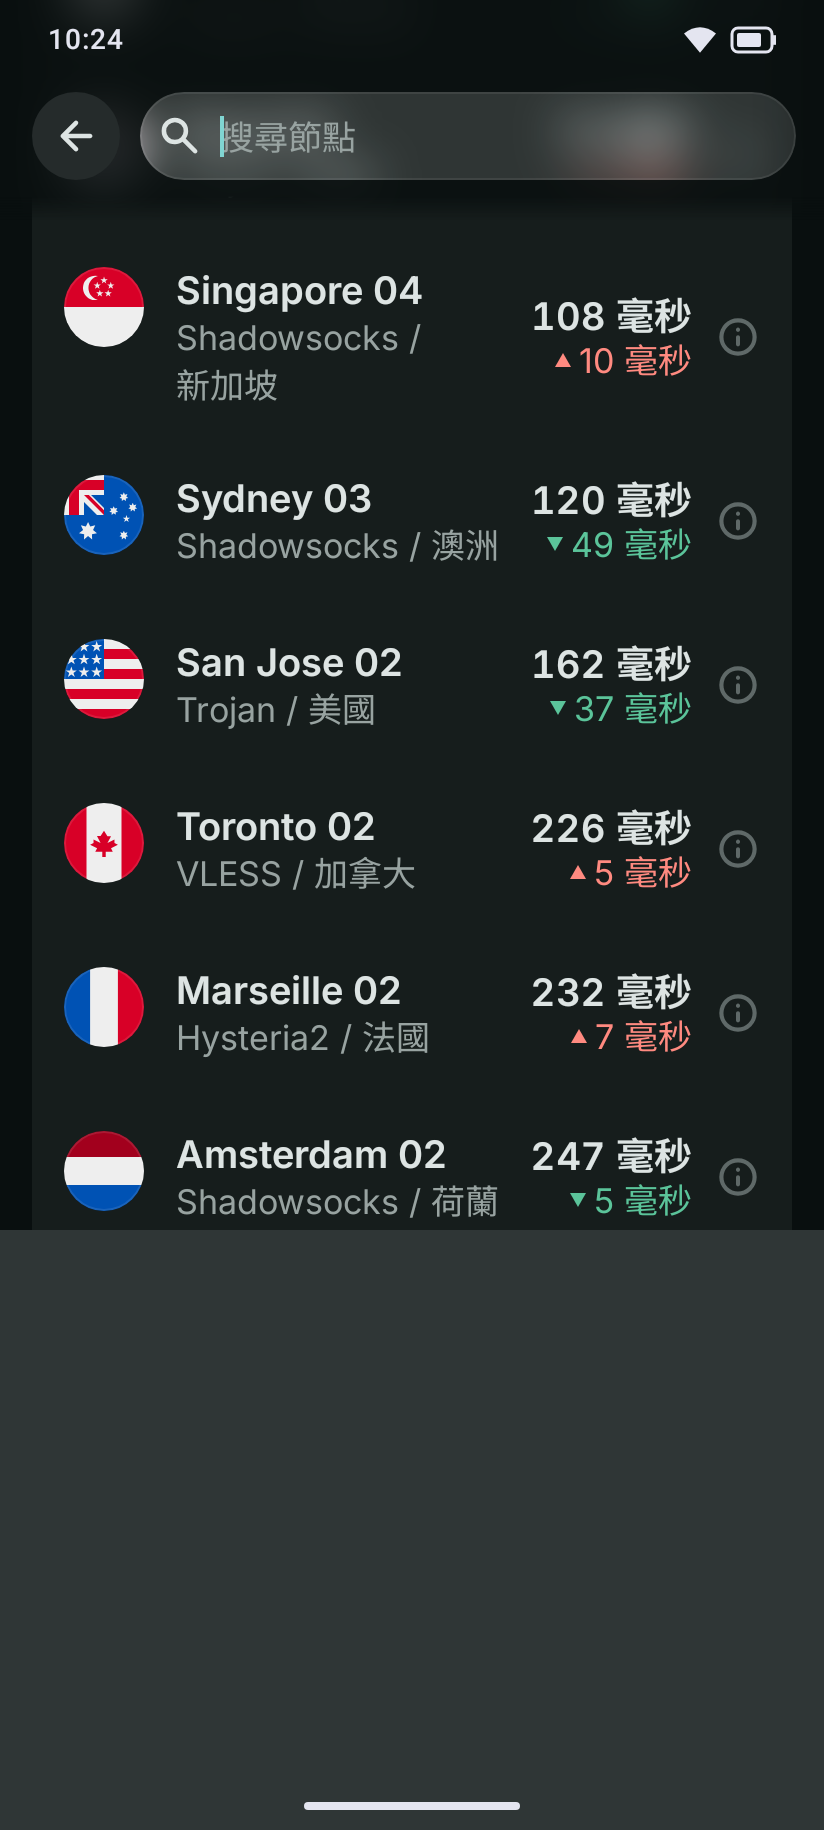 10:24
搜尋節點
Singapore 04
Shadowsocks /
新加坡
108 毫秒
▲10 毫秒
Sydney 03
Shadowsocks / 澳洲
120 毫秒
▼49 毫秒
San Jose 02
Trojan / 美國
162 毫秒
▼37 毫秒
Toronto 02
VLESS / 加拿大
226 毫秒
▲5 毫秒
Marseille 02
Hysteria2 / 法國
232 毫秒
▲7 毫秒
Amsterdam 02
Shadowsocks / 荷蘭
247 毫秒
▼5 毫秒